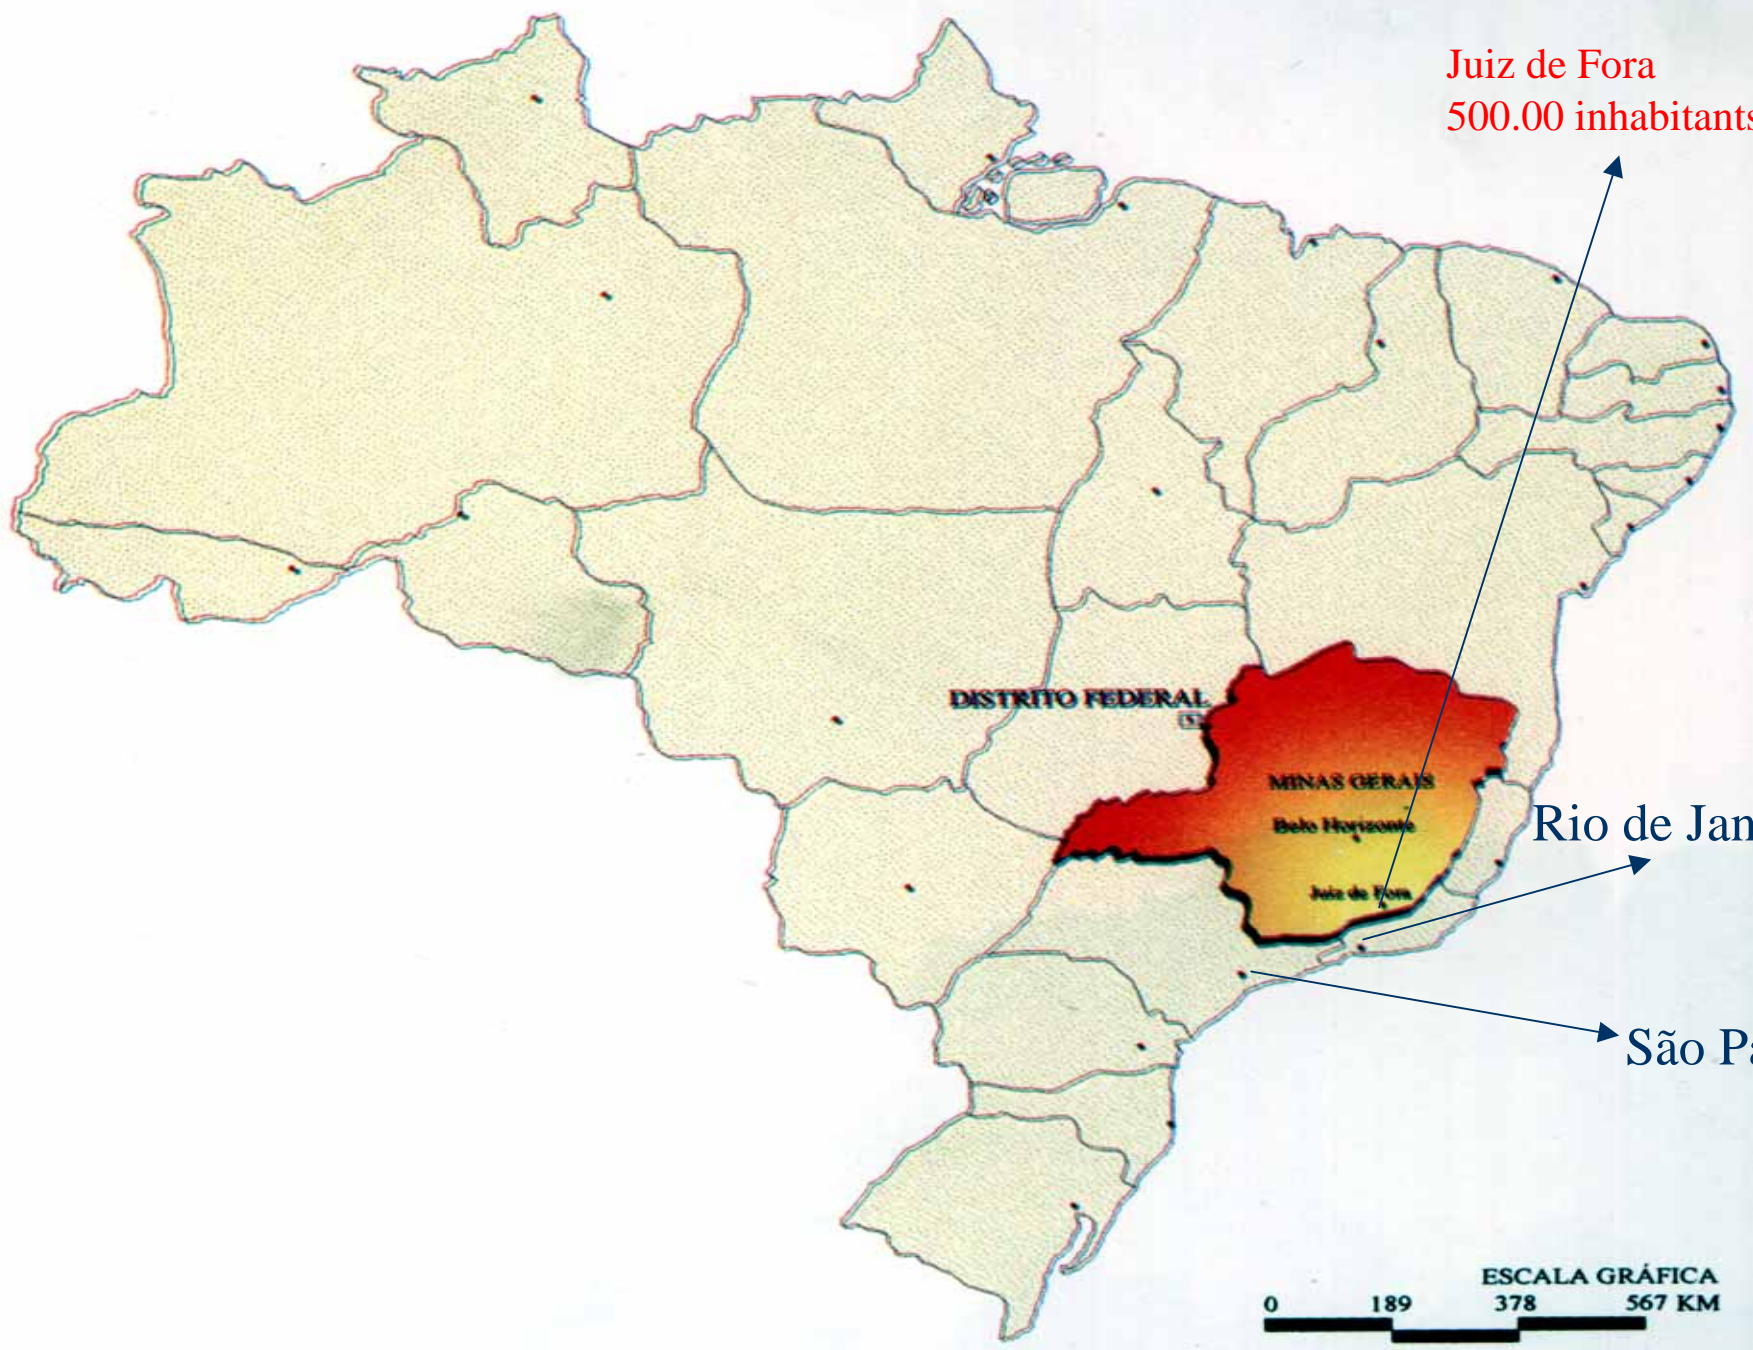 Juiz de Fora
500.00 inhabitants
DISTRITO FEDERAL
MINAS GERAIS
Belo Horizonte
Rio de Jan
Juiz de Fora
São Pa
ESCALA GRÁFICA
0 189 378 567 KM